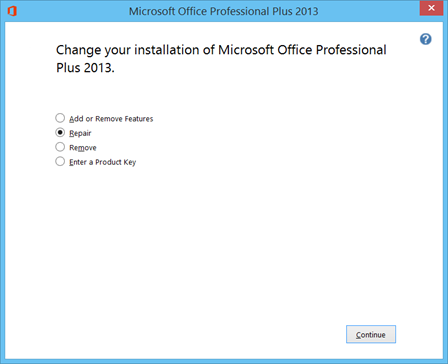 Microsoft Office Professional Plus 2013
Change your installation of Microsoft Office Professional
Plus 2013.
Add or Remove Features
Repair
Remove
Enter a Product Key
Continue